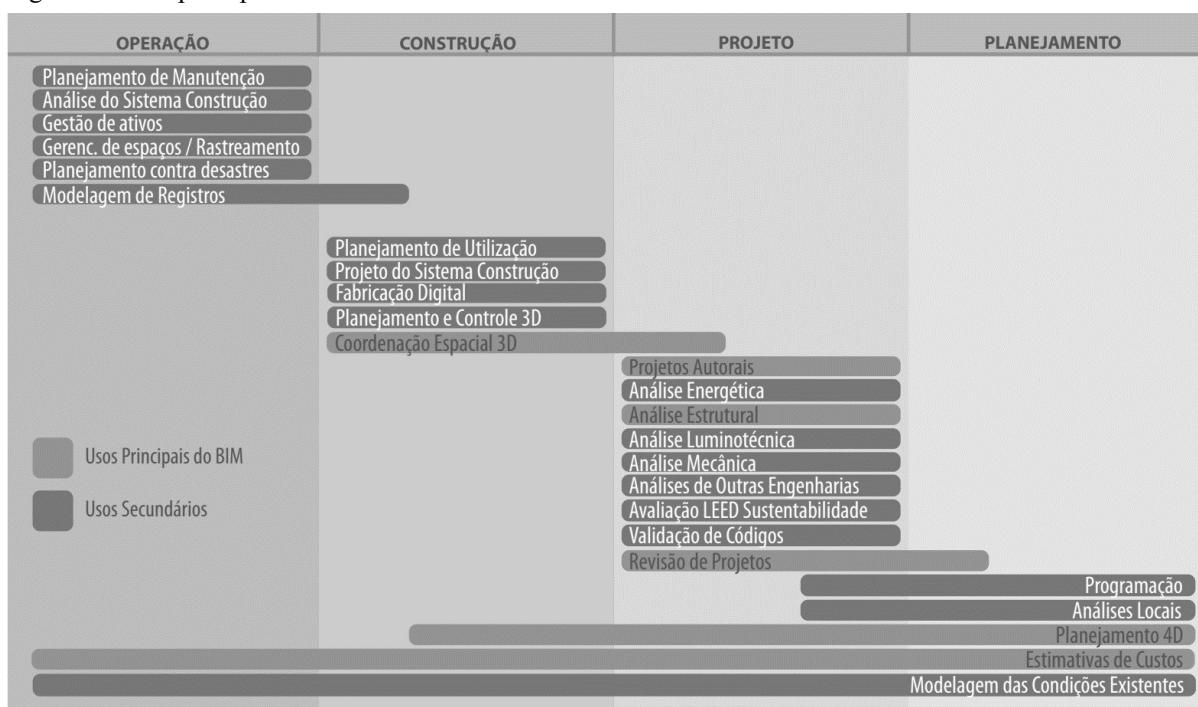 OPERAÇÃO
CONSTRUÇÃO
PROJETO
PLANEJAMENTO
Planejamento de Manutenção
Análise do Sistema Construção
Gestão de ativos
Gerenc. de espaços / Rastreamento
Planejamento contra desastres
Modelagem de Registros
Planejamento de Utilização
Projeto do Sistema Construção
Fabricação Digital
Planejamento e Controle 3D
Coordenação Espacial 3D
Projetos Autorais
Análise Energética
Análise Estrutural
Análise Luminotécnica
Análise Mecânica
Análises de Outras Engenharias
Avaliação LEED Sustentabilidade
Validação de Códigos
Revisão de Projetos
Usos Principais do BIM
Usos Secundários
Programação
Análises Locais
Planejamento 4D
Estimativas de Custos
Modelagem das Condições Existentes